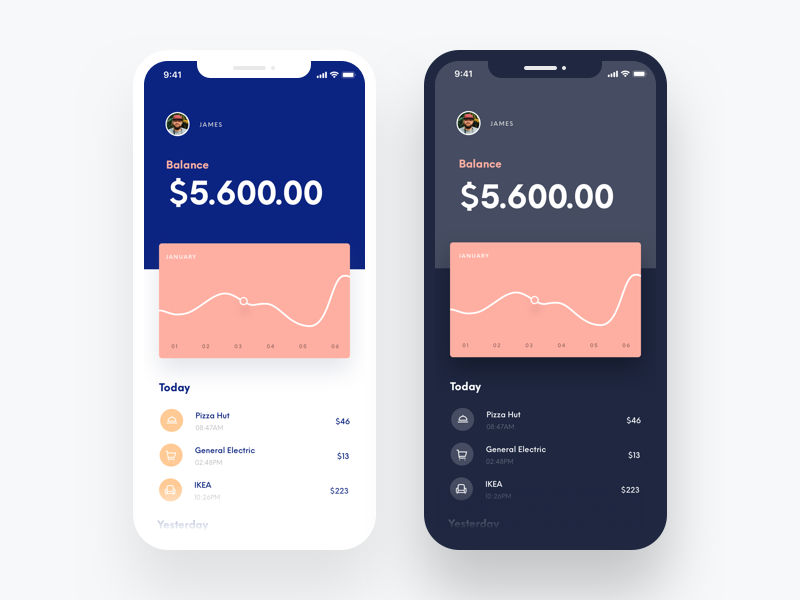 9:41
JAMES
Balance
$5.600.00
JANUARY
01 02 03 04 05 06
Today
Pizza Hut
08:47AM
$46
General Electric
02:48PM
$13
IKEA
10:26PM
$223
Yesterday
9:41
JAMES
Balance
$5.600.00
JANUARY
01 02 03 04 05 06
Today
Pizza Hut
08:47AM
$46
General Electric
02:48PM
$13
IKEA
10:26PM
$223
Yesterday